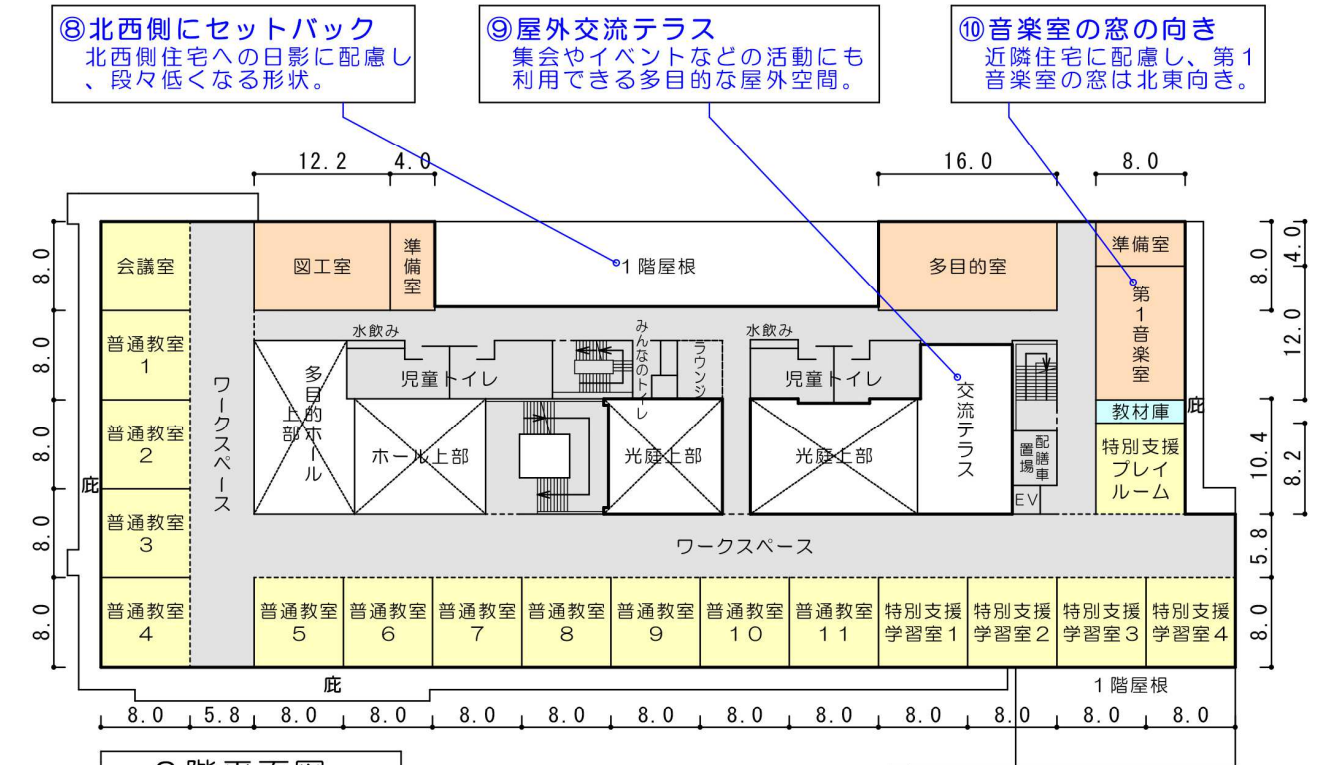 ⑧北西側にセットバック
北西側住宅への日影に配慮し
、段々低くなる形状。
⑨屋外交流テラス
集会やイベントなどの活動にも
利用できる多目的な屋外空間。
⑩音楽室の窓の向き
近隣住宅に配慮し、第1
音楽室の窓は北東向き。
12.2
4.0
16.0
8.0
8.0
8.0
8.0
8.0
8.0
会議室
図工室
準備室
1階屋根
多目的室
準備室
第1音楽室
8.0
4.0
12.0
普通教室
1
普通教室
2
普通教室
3
普通教室
4
ワークスペース
水飲み
多目的ホール
上部
児童トイレ
みんなのトイレ
ラウンジ
水飲み
児童トイレ
交流テラス
ホール上部
光庭上部
光庭上部
配膳車
置場
EV
教材庫
特別支援
プレイ
ルーム
庇
庇
10.4
8.2
5.8
8.0
ワークスペース
普通教室
5
普通教室
6
普通教室
7
普通教室
8
普通教室
9
普通教室
10
普通教室
11
特別支援
学習室1
特別支援
学習室2
特別支援
学習室3
特別支援
学習室4
庇
1階屋根
8.0
5.8
8.0
8.0
8.0
8.0
8.0
8.0
8.0
8.0
8.0
8.0
8.0
階平面図